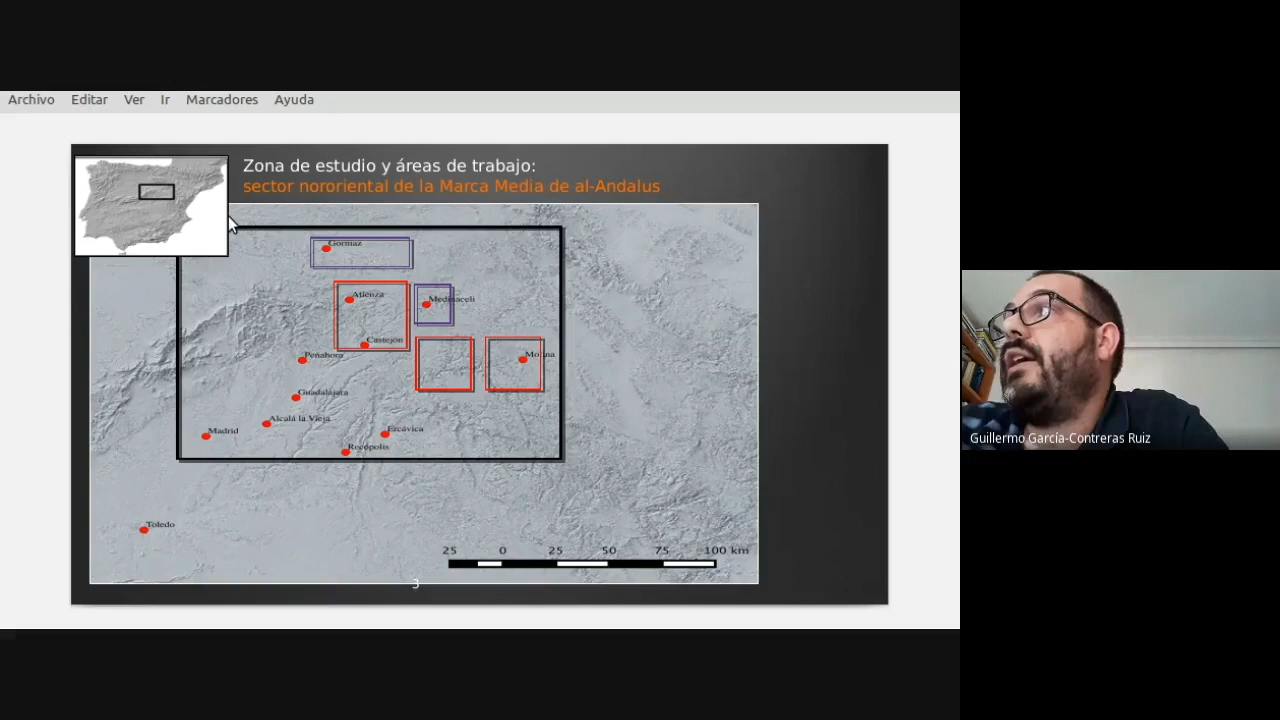 Archivo Editar Ver Ir Marcadores Ayuda
Zona de estudio y áreas de trabajo:
sector nororiental de la Marca Media de al-Andalus
Gormaz
Atienza
Medinaceli
Castejón
Peñahora
Molina
Guadalajara
Alcalá la Vieja
Madrid
Ercávica
Recópolis
Toledo
25 0 25 50 75 100 km
3
Guillermo García-Contreras Ruiz